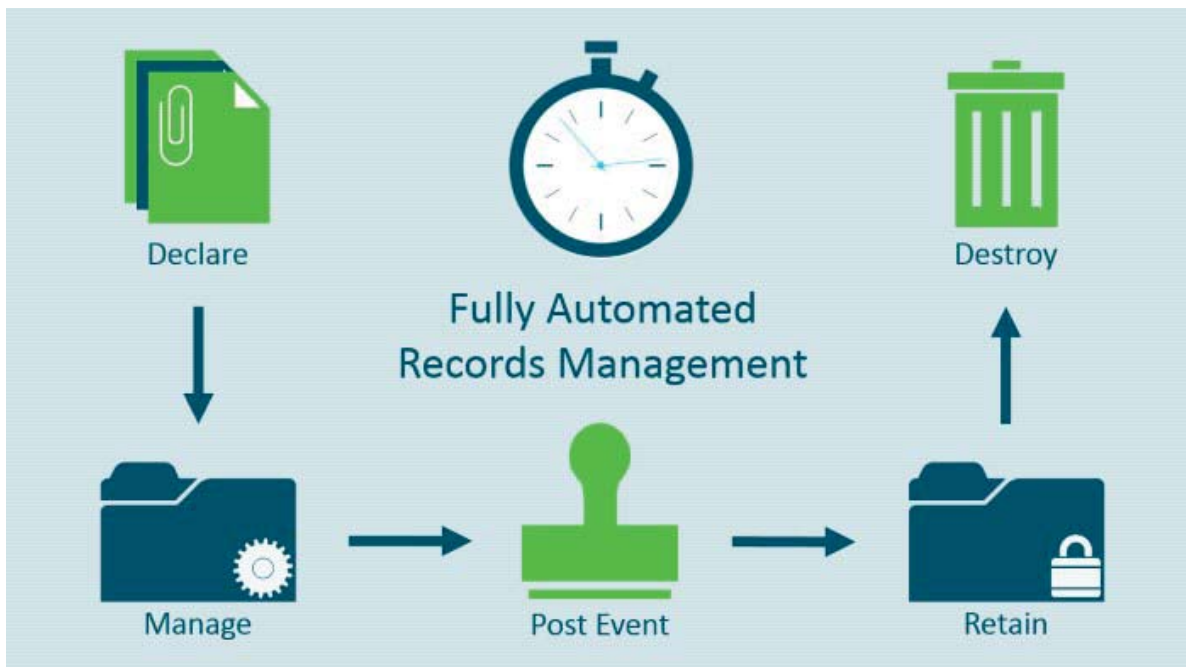 Declare
Destroy
Fully Automated
Records Management
Manage
Post Event
Retain